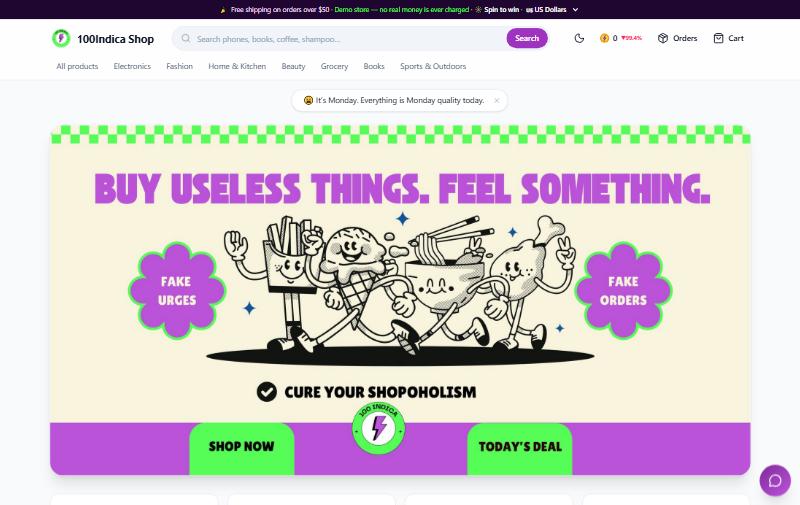 Free shipping on orders over $50 · Demo store — no real money is ever charged · Spin to win · us US Dollars
100Indica Shop
Search phones, books, coffee, shampoo...
Search
0 ▼99.4%
Orders
Cart
All products
Electronics
Fashion
Home & Kitchen
Beauty
Grocery
Books
Sports & Outdoors
It's Monday. Everything is Monday quality today. ×
BUY USELESS THINGS. FEEL SOMETHING.
FAKE
URGES
FAKE
ORDERS
CURE YOUR SHOPOHOLISM
100 INDICA
SHOP NOW
TODAY'S DEAL